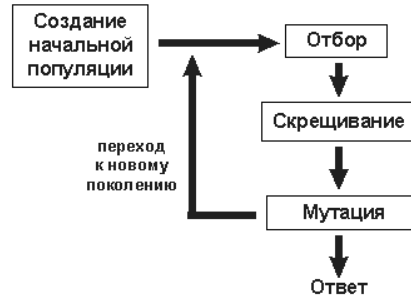 Создание
начальной
популяции
Отбор
Скрещивание
переход
к новому
поколению
Мутация
Ответ